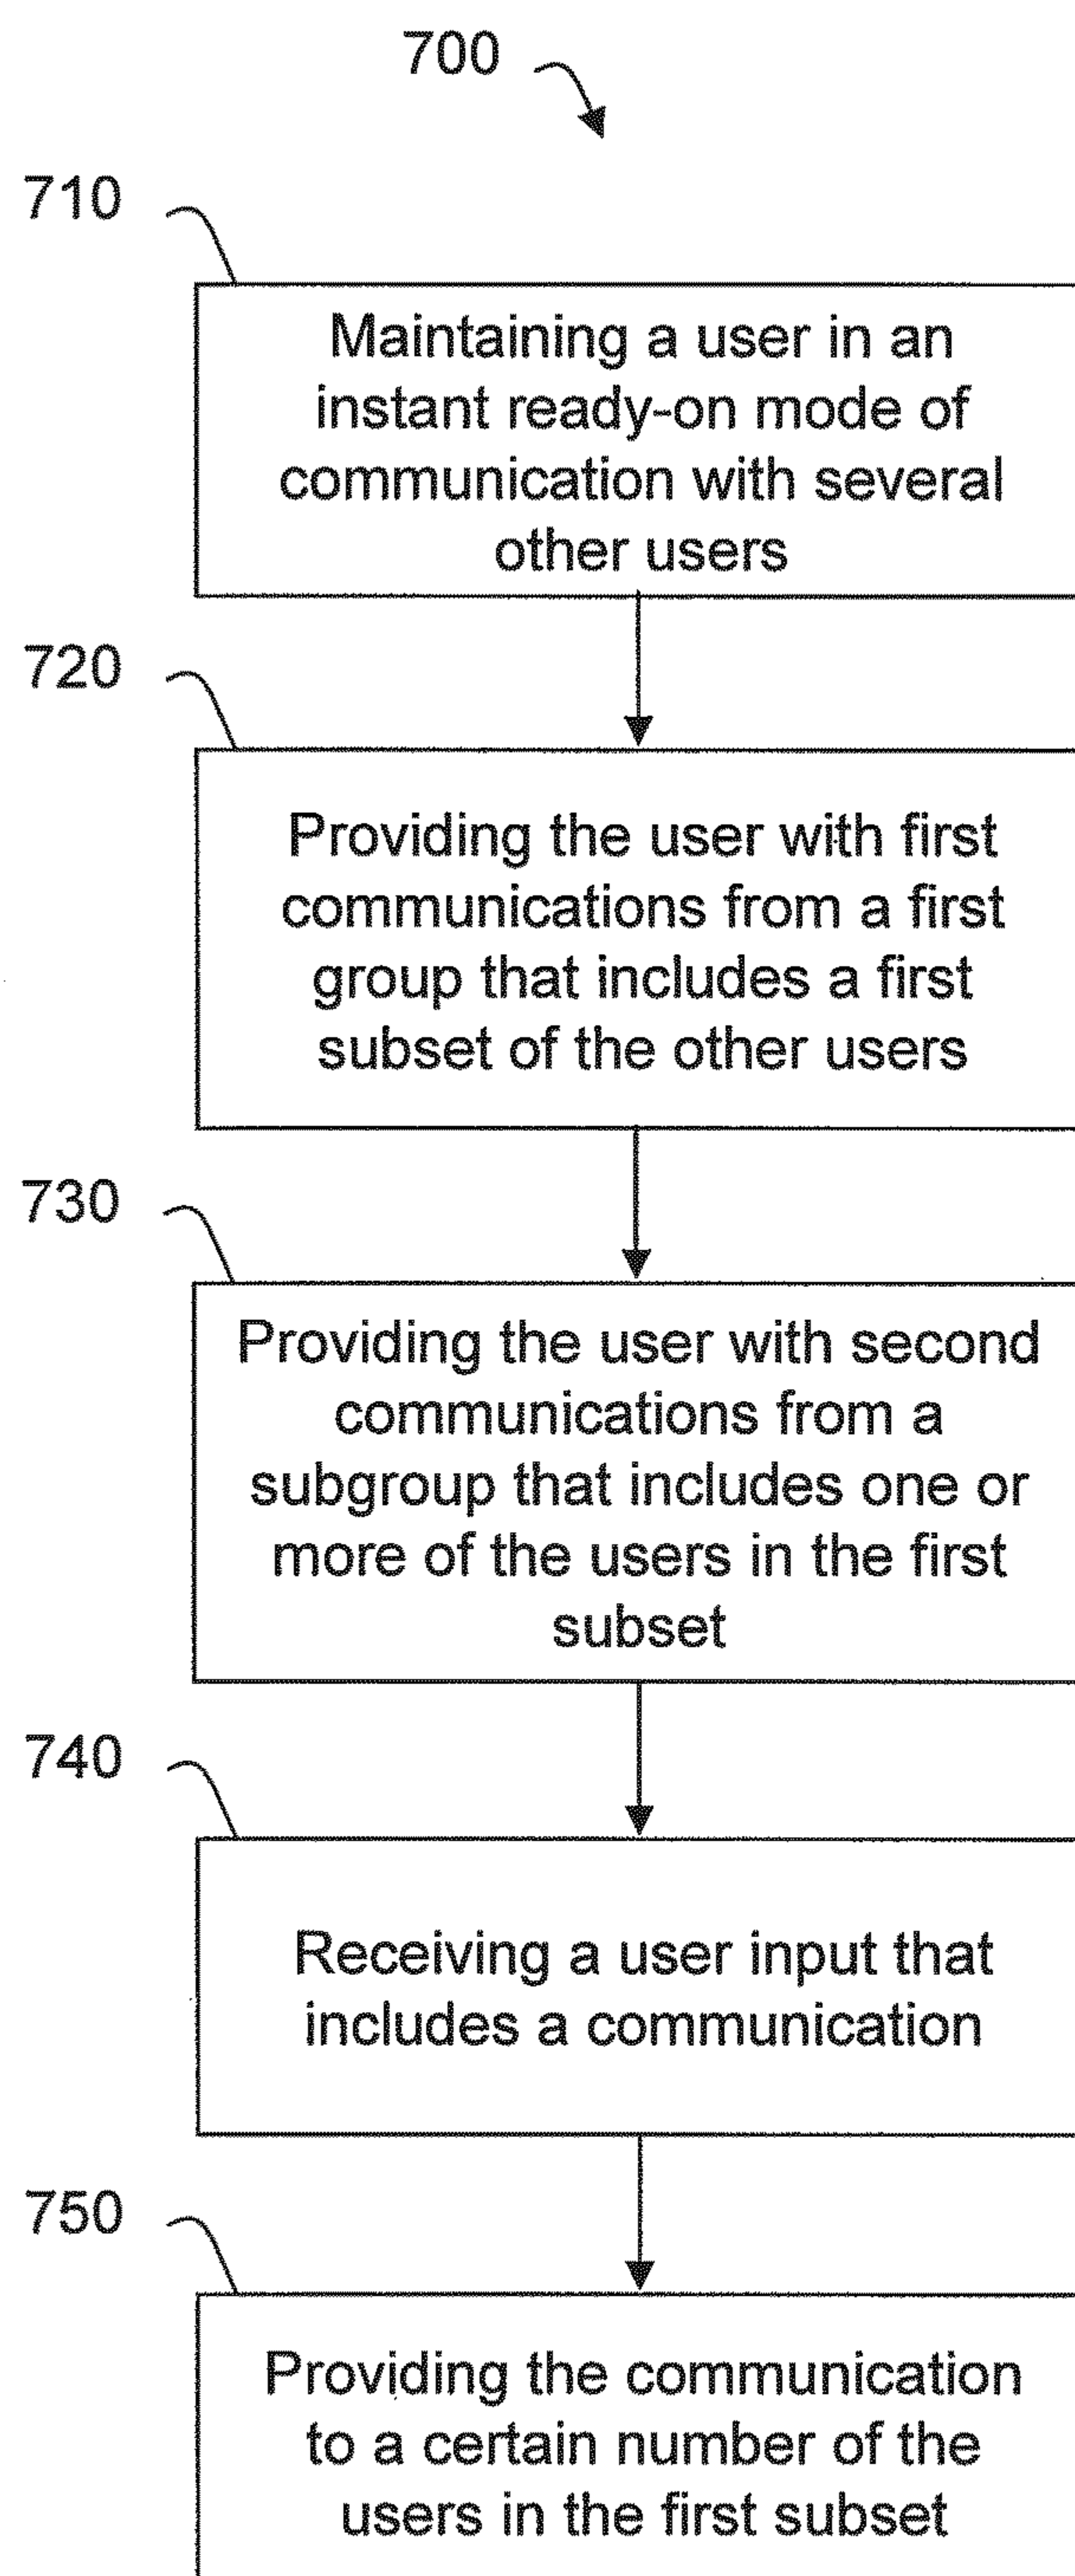 700
710
Maintaining a user in an
instant ready-on mode of
communication with several
other users
720
Providing the user with first
communications from a first
group that includes a first
subset of the other users
730
Providing the user with second
communications from a
subgroup that includes one or
more of the users in the first
subset
740
Receiving a user input that
includes a communication
750
Providing the communication
to a certain number of the
users in the first subset